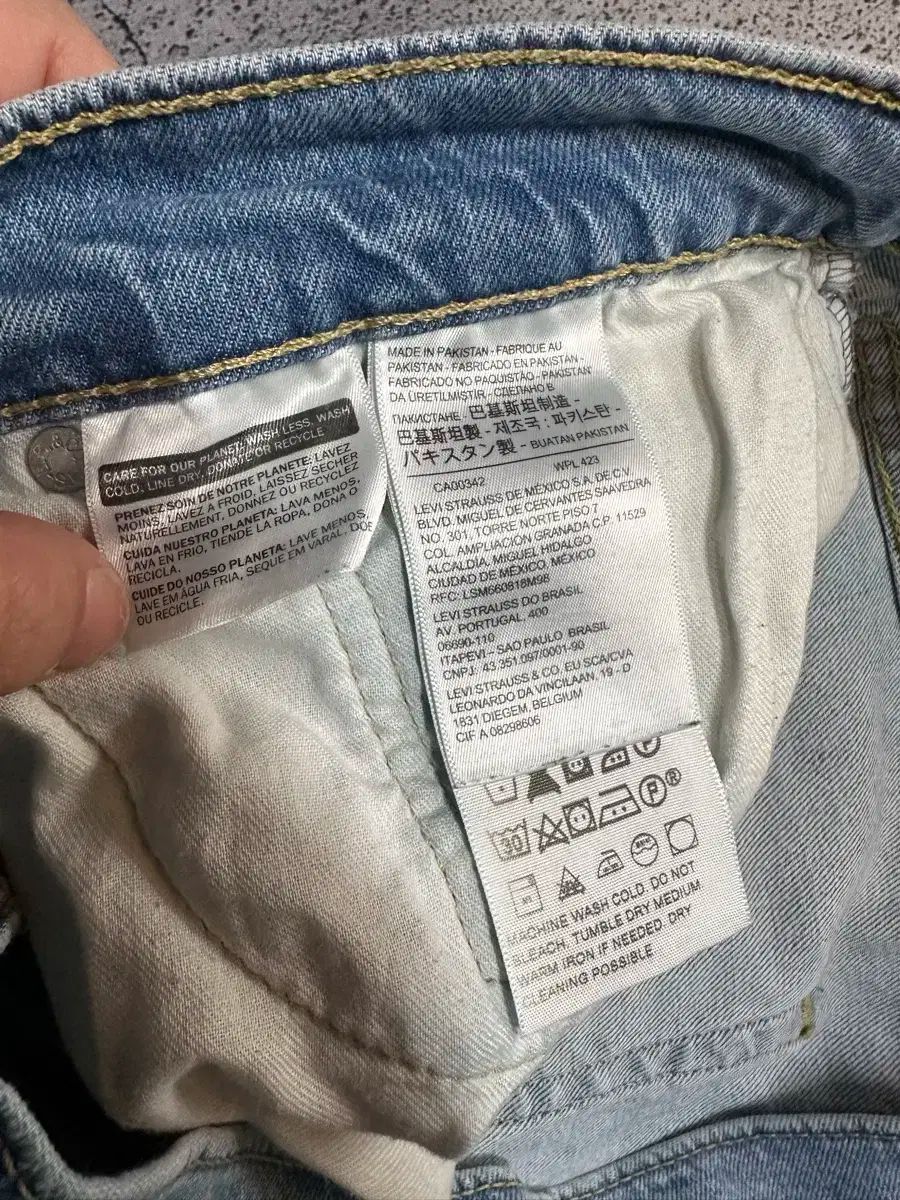 CARE FOR OUR PLANET: WASH LESS, WASH
COLD, LINE DRY, DONATE OR RECYCLE
PRENEZ SOIN DE NOTRE PLANETE: LAVEZ
MOINS, LAVEZ A FROID, LAISSEZ SECHER
NATURELLEMENT, DONNEZ OU RECYCLEZ
CUIDA NUESTRO PLANETA: LAVA MENOS,
LAVA EN FRIO, TIENDE LA ROPA, DONA O
RECICLA.
CUIDE DO NOSSO PLANETA: LAVE MENOS,
LAVE EM ÁGUA FRIA, SEQUE EM VARAL, DOE
OU RECICLE.
MADE IN PAKISTAN - FABRIQUE AU
PAKISTAN - FABRICADO EN PAKISTÁN -
FABRICADO NO PAQUISTÃO - PAKISTAN'
DA ÜRETILMISTIR - СДЕЛАНО В
ПАКИСТАНЕ - 巴基斯坦制造 -
巴基斯坦製 - 제조국 : 파키스탄 -
パキスタン製 - BUATAN PAKISTAN
CA00342 WPL 423
LEVI STRAUSS DE MÉXICO S.A. DE C.V.
BLVD. MIGUEL DE CERVANTES SAAVEDRA
NO. 301, TORRE NORTE PISO 7
COL. AMPLIACION GRANADA C.P. 11529
ALCALDÍA, MIGUEL HIDALGO
CIUDAD DE MÉXICO, MÉXICO
RFC: LSM660818M98
LEVI STRAUSS DO BRASIL
AV. PORTUGAL, 400
06690-110
ITAPEVI - SAO PAULO BRASIL
CNPJ: 43.351.097/0001-90
LEVI STRAUSS & CO. EU SCA/CVA
LEONARDO DA VINCILAAN, 19 - D
1831 DIEGEM, BELGIUM
CIF A 08298606
30 P ®
MACHINE WASH COLD. DO NOT
BLEACH. TUMBLE DRY MEDIUM
WARM IRON IF NEEDED. DRY
CLEANING POSSIBLE